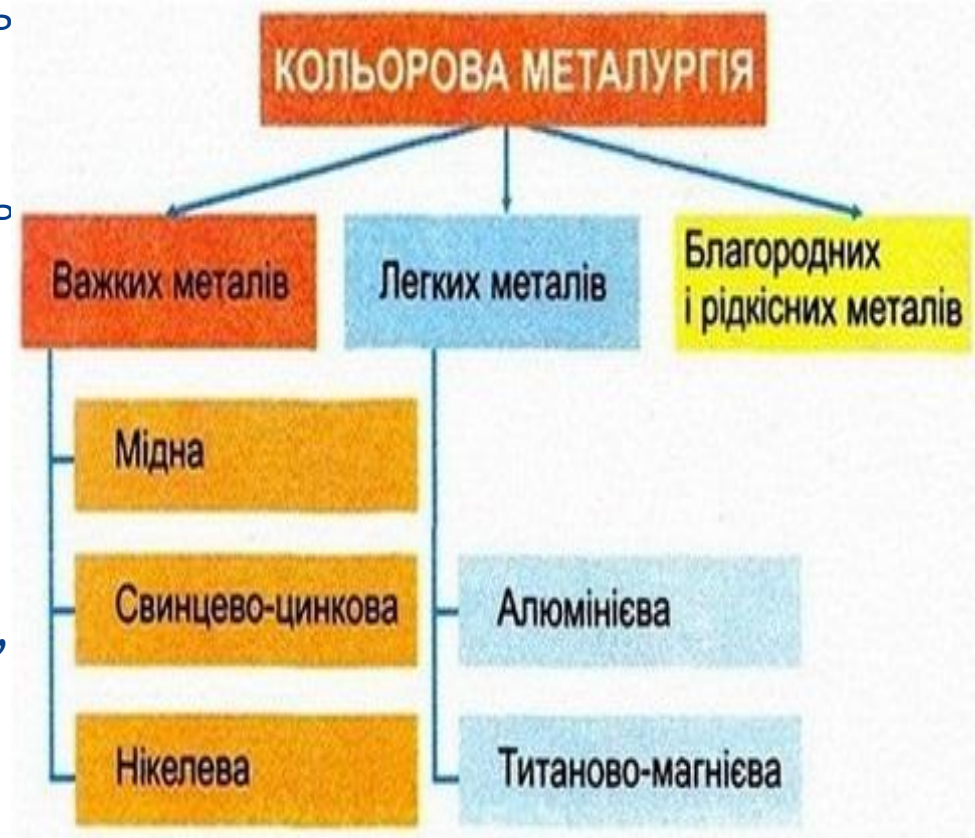 КОЛЬОРОВА МЕТАЛУРГІЯ
Важких металів
Легких металів
Благородних
і рідкісних металів
Мідна
Свинцево-цинкова
Нікелева
Алюмінієва
Титаново-магнієва